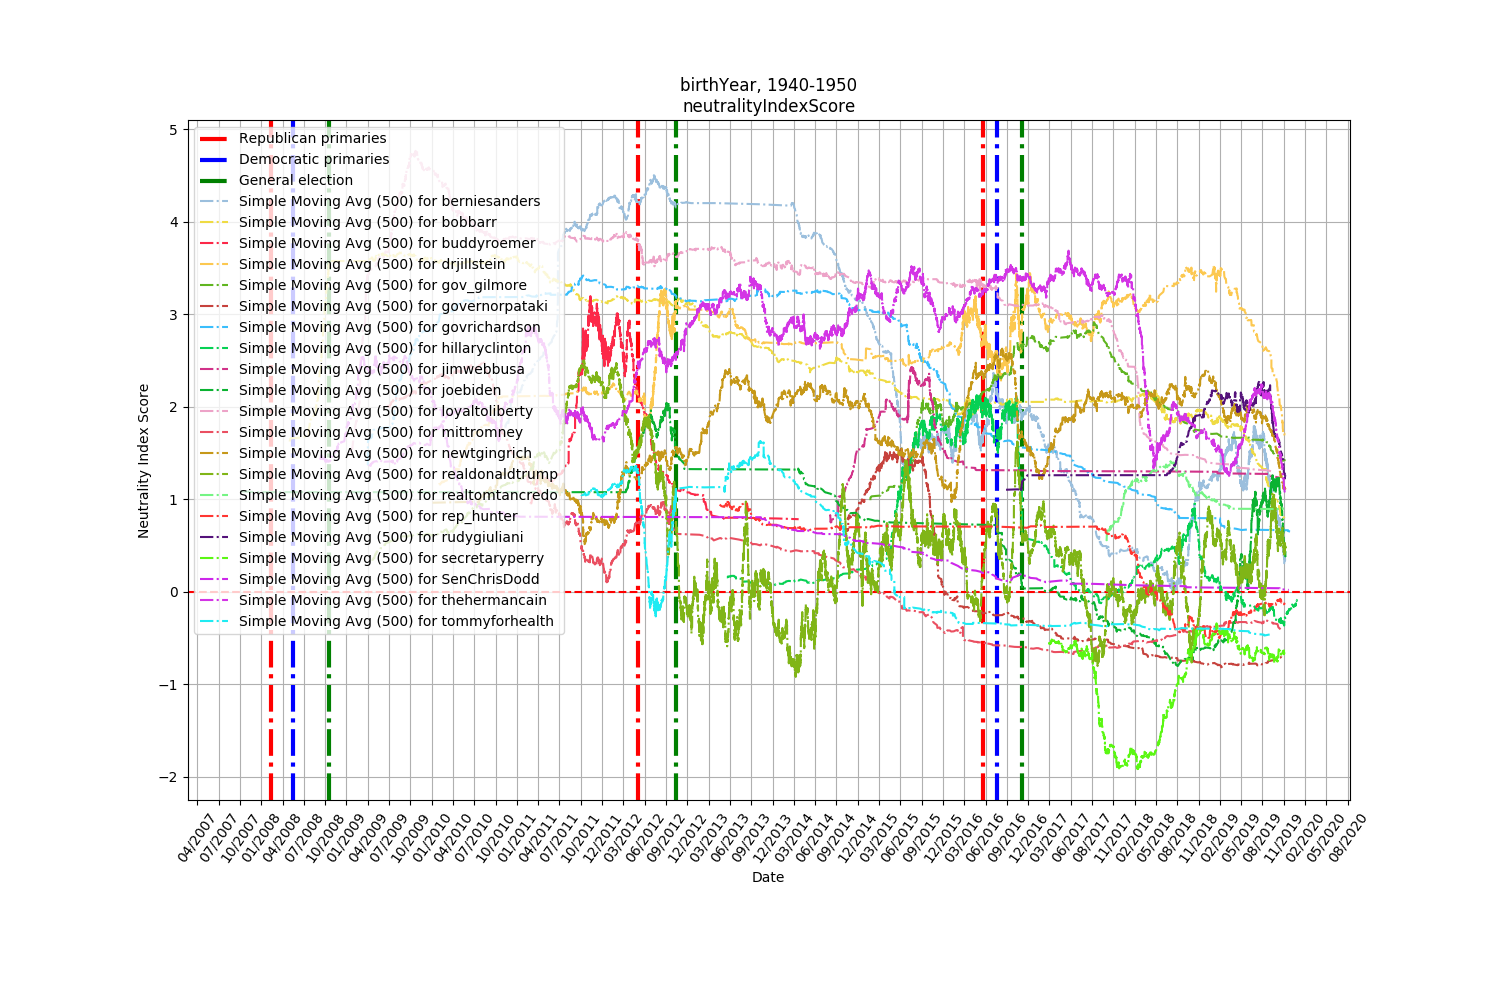 birthYear, 1940-1950
neutralityIndexScore
5
4
3
2
1
0
−1
−2
Neutrality Index Score
Republican primaries
Democratic primaries
General election
Simple Moving Avg (500) for berniesanders
Simple Moving Avg (500) for bobbarr
Simple Moving Avg (500) for buddyroemer
Simple Moving Avg (500) for drjillstein
Simple Moving Avg (500) for gov_gilmore
Simple Moving Avg (500) for governorpataki
Simple Moving Avg (500) for govrichardson
Simple Moving Avg (500) for hillaryclinton
Simple Moving Avg (500) for jimwebbusa
Simple Moving Avg (500) for joebiden
Simple Moving Avg (500) for loyaltoliberty
Simple Moving Avg (500) for mittromney
Simple Moving Avg (500) for newtgingrich
Simple Moving Avg (500) for realdonaldtrump
Simple Moving Avg (500) for realtomtancredo
Simple Moving Avg (500) for rep_hunter
Simple Moving Avg (500) for rudygiuliani
Simple Moving Avg (500) for secretaryperry
Simple Moving Avg (500) for SenChrisDodd
Simple Moving Avg (500) for thehermancain
Simple Moving Avg (500) for tommyforhealth
04/2007
07/2007
10/2007
01/2008
04/2008
07/2008
10/2008
01/2009
04/2009
07/2009
10/2009
01/2010
04/2010
07/2010
10/2010
01/2011
04/2011
07/2011
10/2011
12/2011
03/2012
06/2012
09/2012
12/2012
03/2013
06/2013
09/2013
12/2013
03/2014
06/2014
09/2014
12/2014
03/2015
06/2015
09/2015
12/2015
03/2016
06/2016
09/2016
12/2016
03/2017
06/2017
08/2017
11/2017
02/2018
05/2018
08/2018
11/2018
02/2019
05/2019
08/2019
11/2019
02/2020
05/2020
08/2020
Date